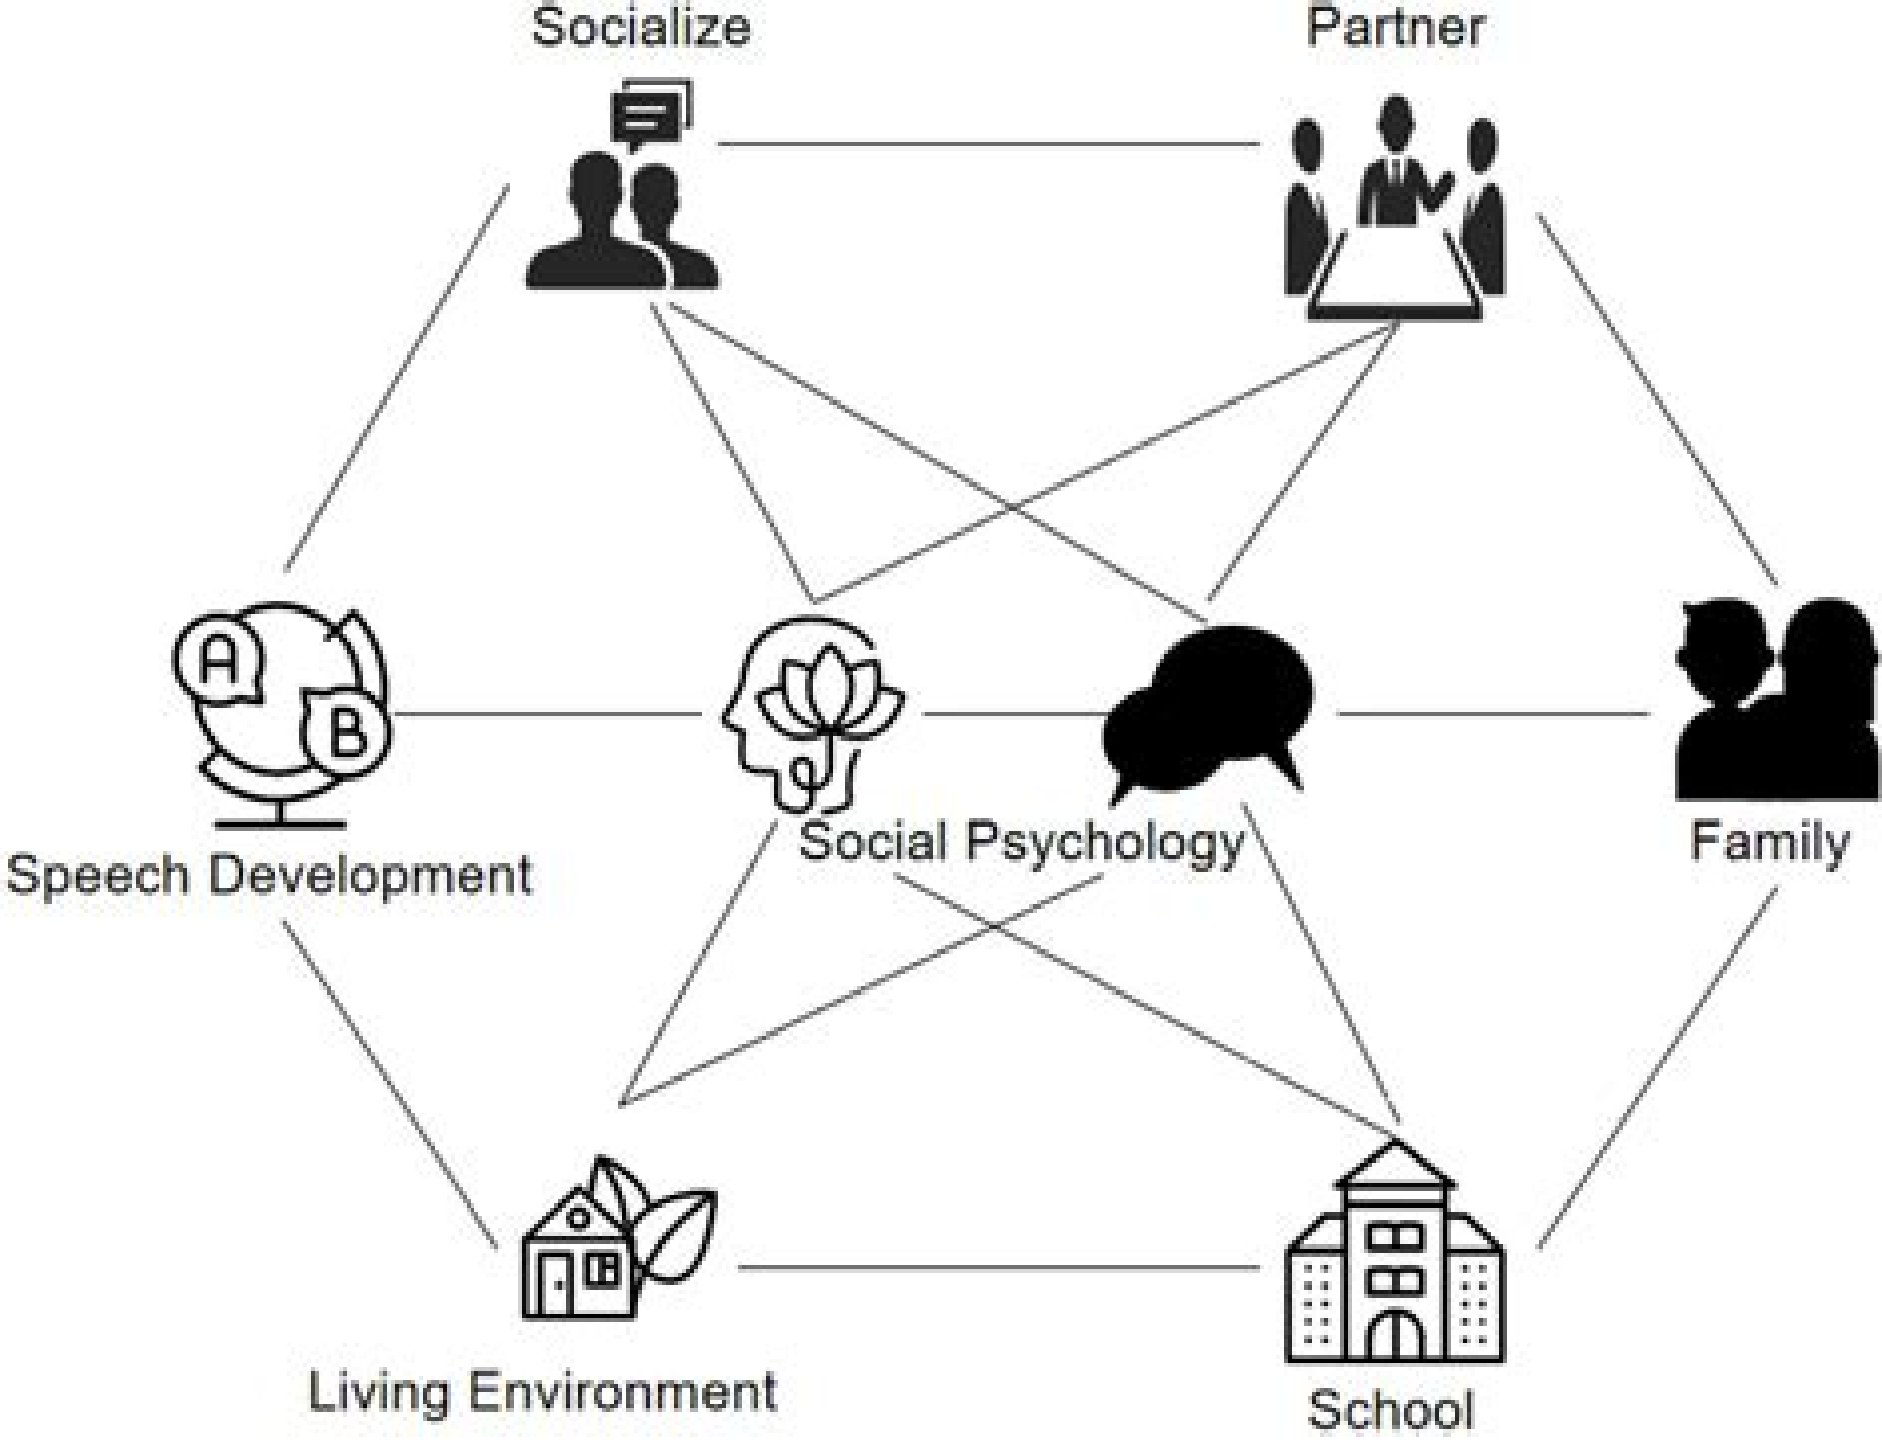 Socialize
Partner
A
B
Social Psychology
Family
Speech Development
Living Environment
School